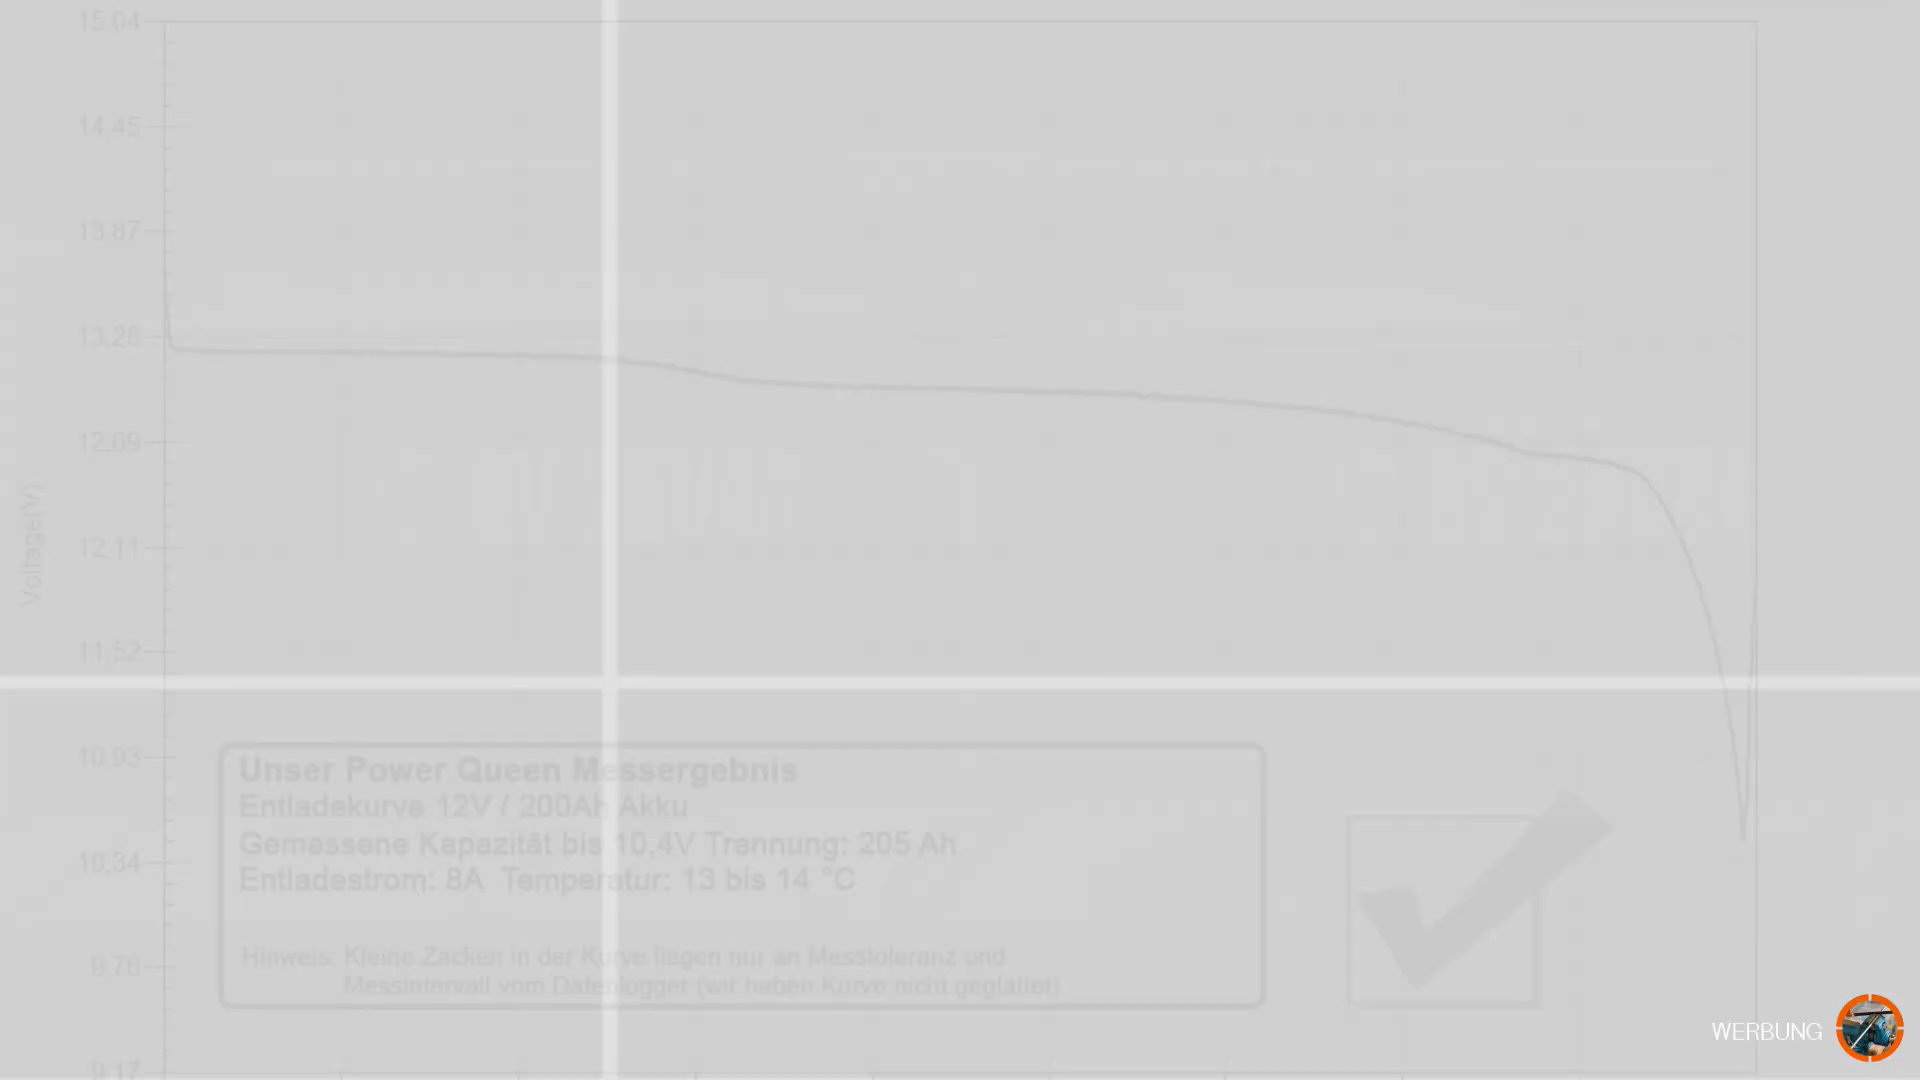 15.04
14.45
13.87
13.28
12.69
12.11
11.52
10.93
10.34
9.76
9.17
Voltage(V)
Unser Power Queen Messergebnis
Entladekurve 12V / 200Ah Akku
Gemessene Kapazität bis 10,4V Trennung: 205 Ah
Entladestrom: 8A Temperatur: 13 bis 14 °C
Hinweis: Kleine Zacken in der Kurve liegen nur an Messtoleranz und
Messintervall vom Datenlogger (wir haben Kurve nicht geglättet)
WERBUNG